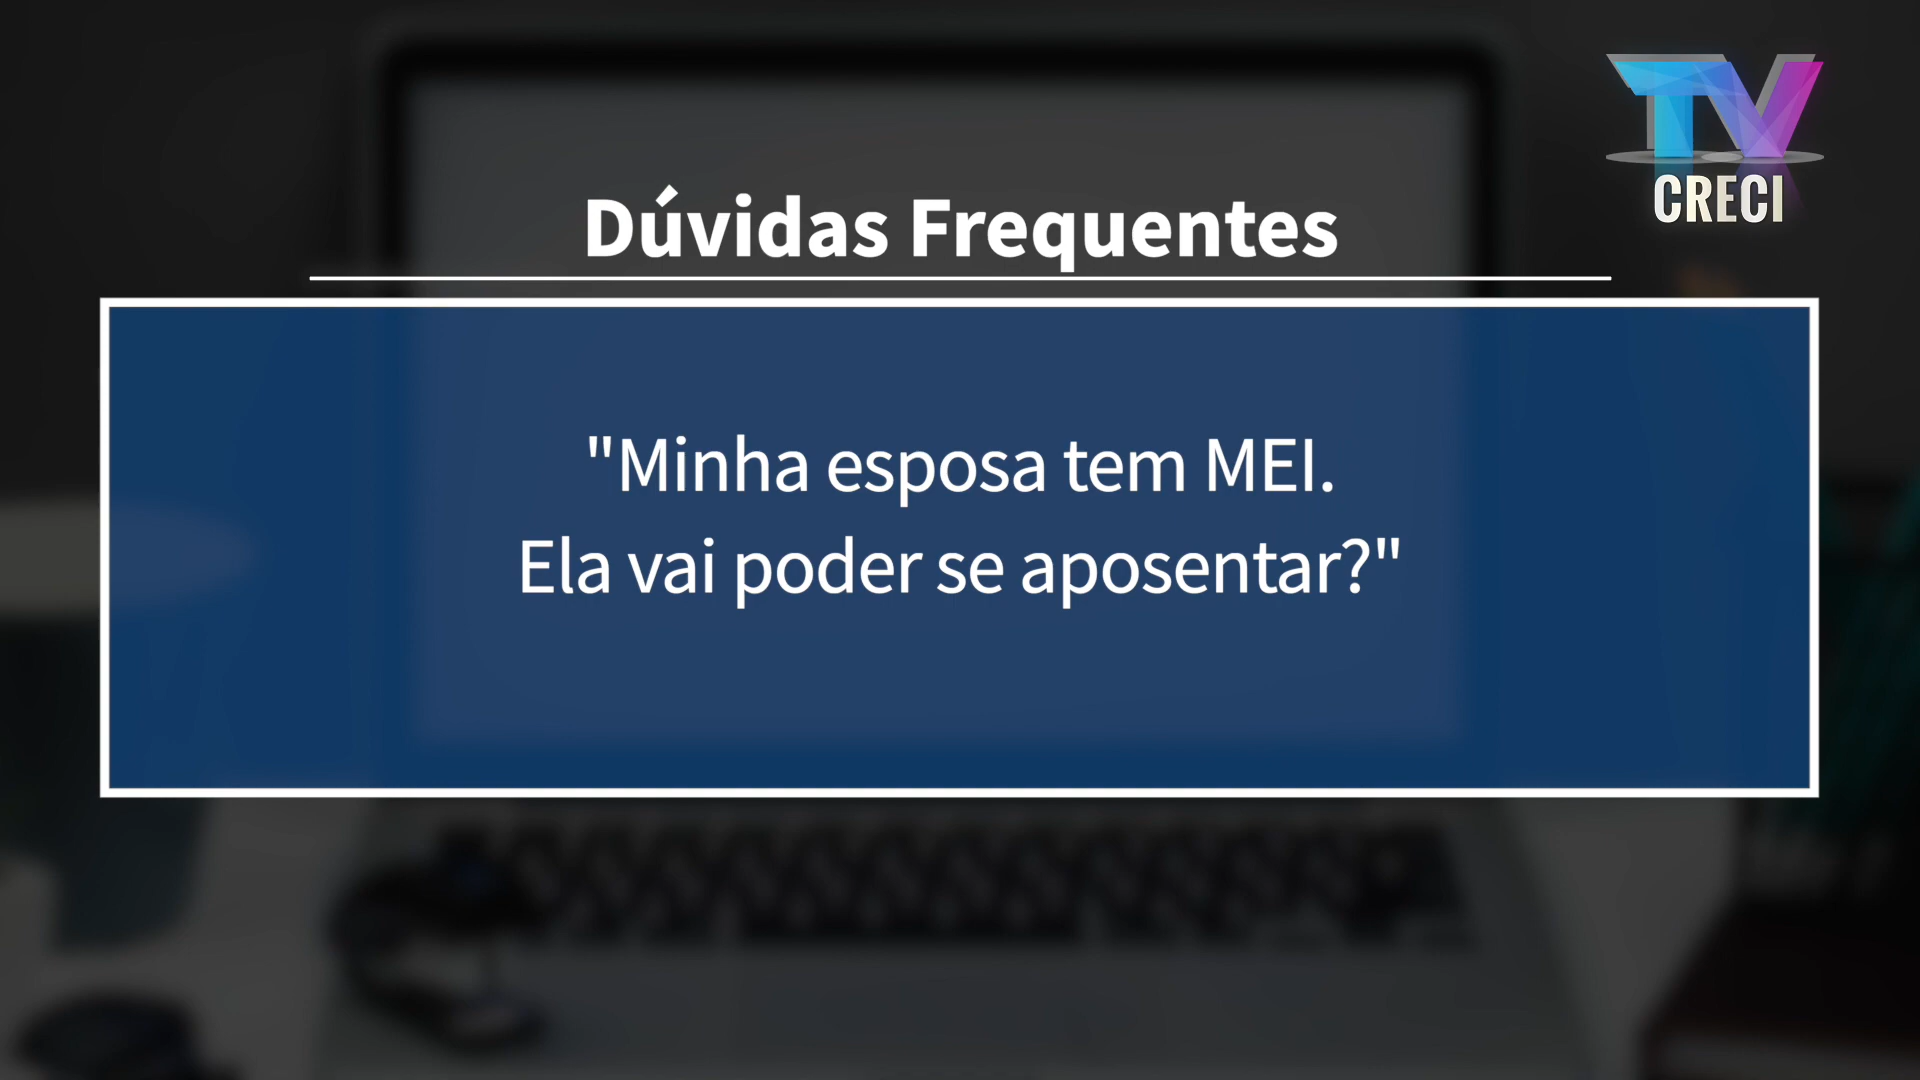 TV
CRECI
Dúvidas Frequentes
"Minha esposa tem MEI.
Ela vai poder se aposentar?"